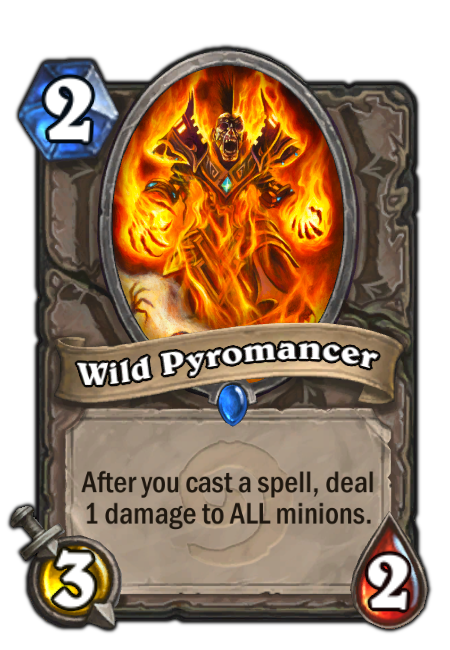 2
Wild Pyromancer
After you cast a spell, deal
1 damage to ALL minions.
3
2